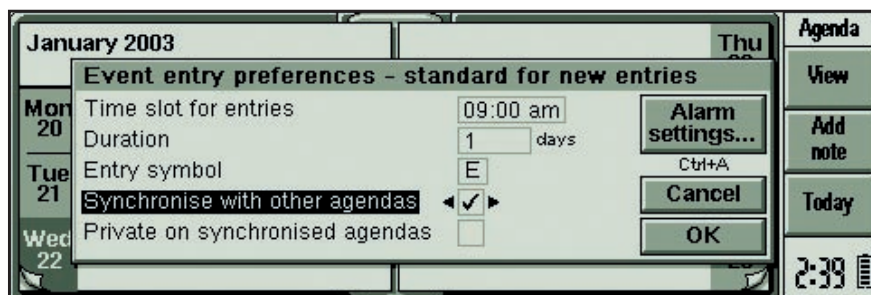 January 2003
Thu
Event entry preferences - standard for new entries
Mon
20
Tue
21
Wed
22
Time slot for entries
09:00 am
Duration
1 days
Entry symbol
E
Synchronise with other agendas
Private on synchronised agendas
Alarm
settings...
Ctrl+A
Cancel
OK
Agenda
View
Add
note
Today
2:39